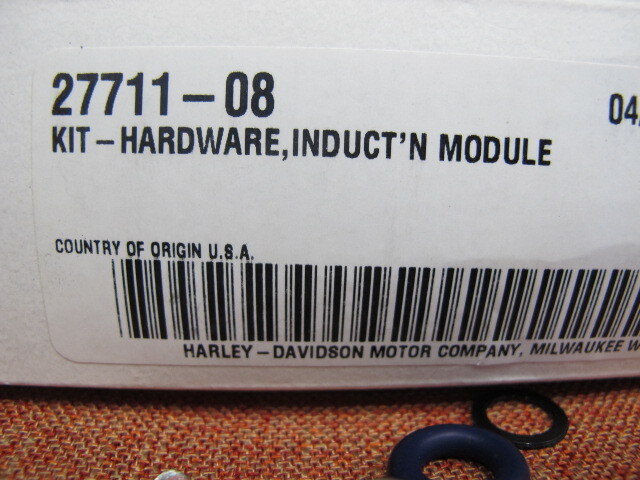 27711-08 04
KIT-HARDWARE,INDUCT'N MODULE
COUNTRY OF ORIGIN U.S.A.
HARLEY-DAVIDSON MOTOR COMPANY, MILWAUKEE W